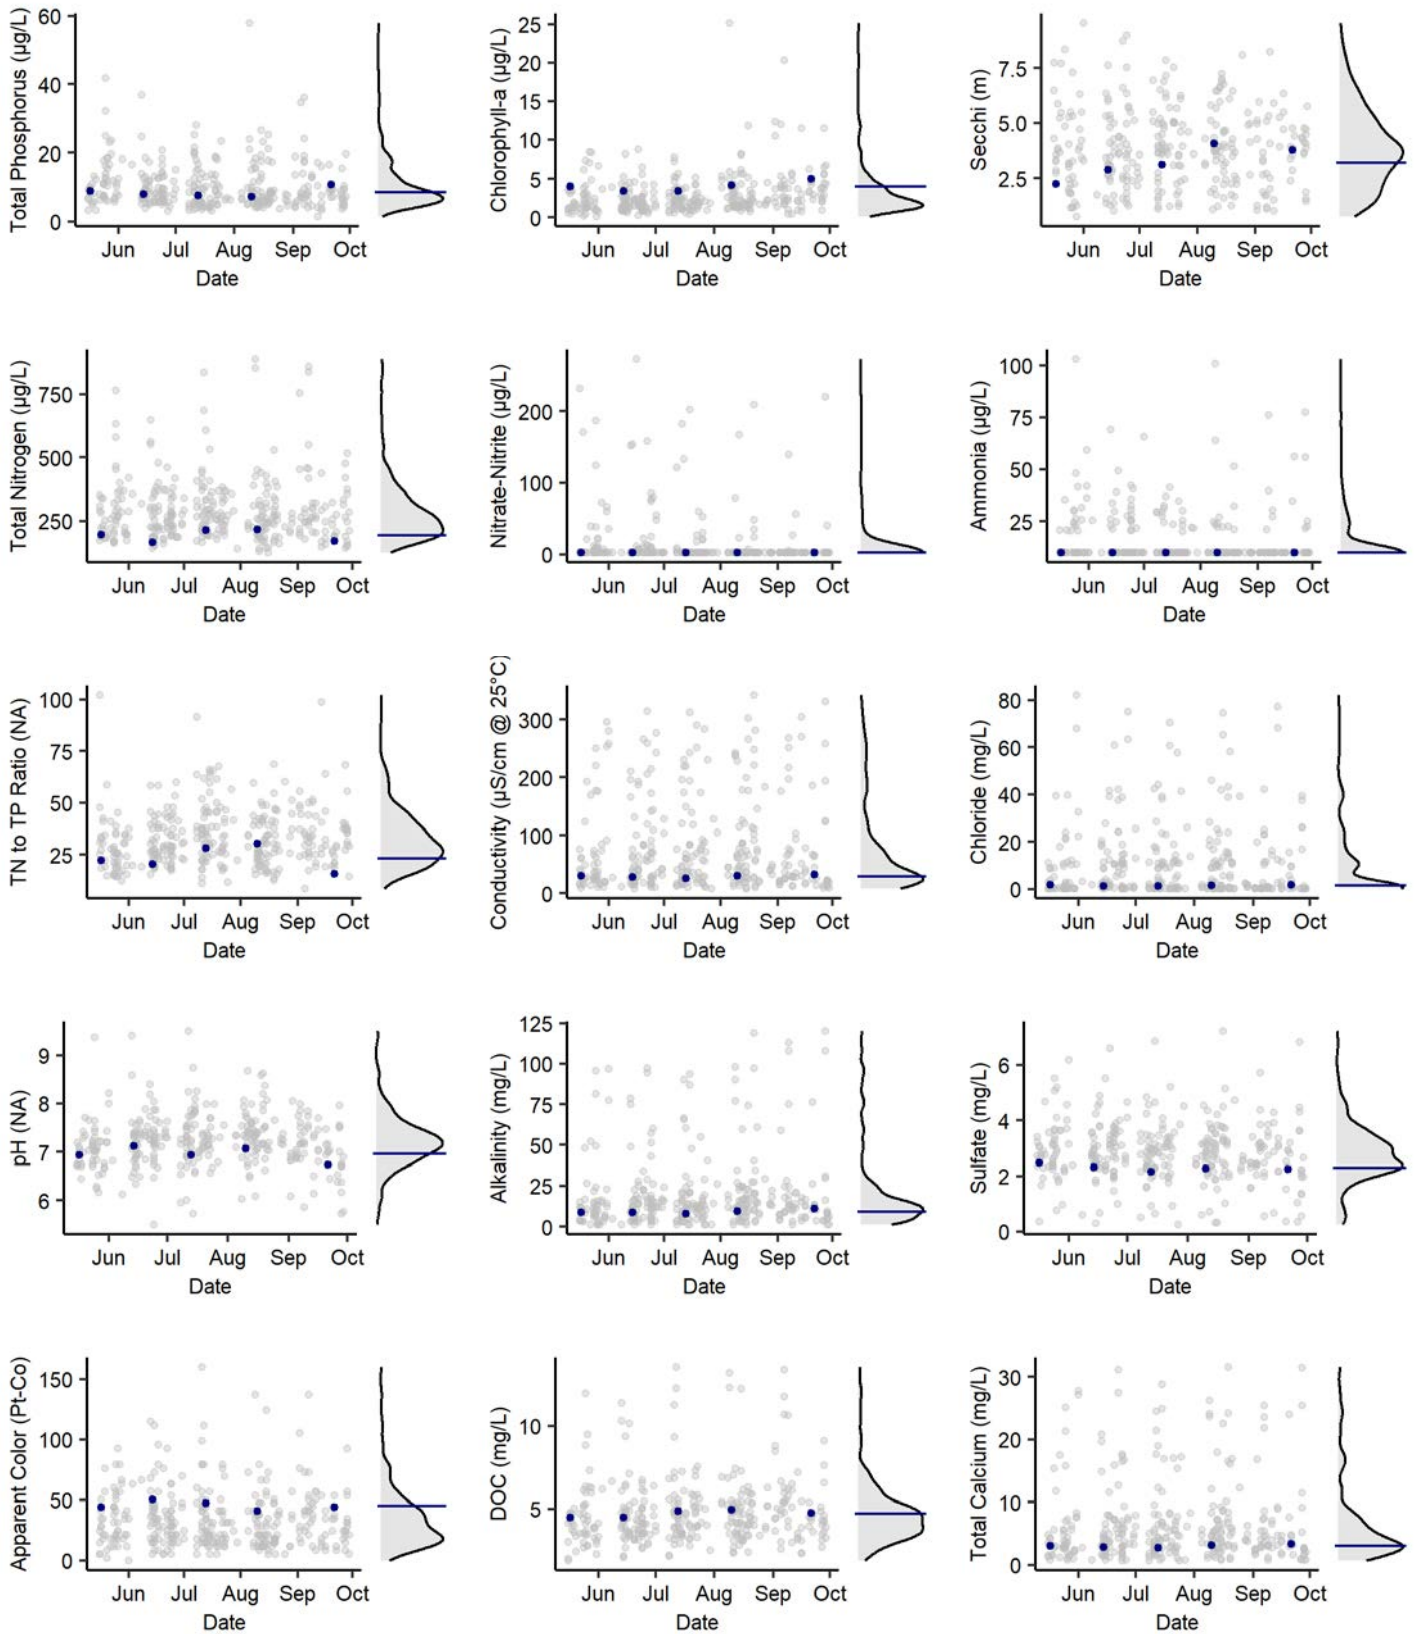 Total Phosphorus (µg/L)
60
40
20
0
Jun Jul Aug Sep Oct
Date
Chlorophyll-a (µg/L)
25
20
15
10
5
0
Jun Jul Aug Sep Oct
Date
Secchi (m)
7.5
5.0
2.5
Jun Jul Aug Sep Oct
Date
Total Nitrogen (µg/L)
750
500
250
Jun Jul Aug Sep Oct
Date
Nitrate-Nitrite (µg/L)
200
100
0
Jun Jul Aug Sep Oct
Date
Ammonia (µg/L)
100
75
50
25
Jun Jul Aug Sep Oct
Date
TN to TP Ratio (NA)
100
75
50
25
Jun Jul Aug Sep Oct
Date
Conductivity (µS/cm @ 25°C)
300
200
100
0
Jun Jul Aug Sep Oct
Date
Chloride (mg/L)
80
60
40
20
0
Jun Jul Aug Sep Oct
Date
pH (NA)
9
8
7
6
Jun Jul Aug Sep Oct
Date
Alkalinity (mg/L)
125
100
75
50
25
0
Jun Jul Aug Sep Oct
Date
Sulfate (mg/L)
6
4
2
0
Jun Jul Aug Sep Oct
Date
Apparent Color (Pt-Co)
150
100
50
0
Jun Jul Aug Sep Oct
Date
DOC (mg/L)
10
5
Jun Jul Aug Sep Oct
Date
Total Calcium (mg/L)
30
20
10
0
Jun Jul Aug Sep Oct
Date